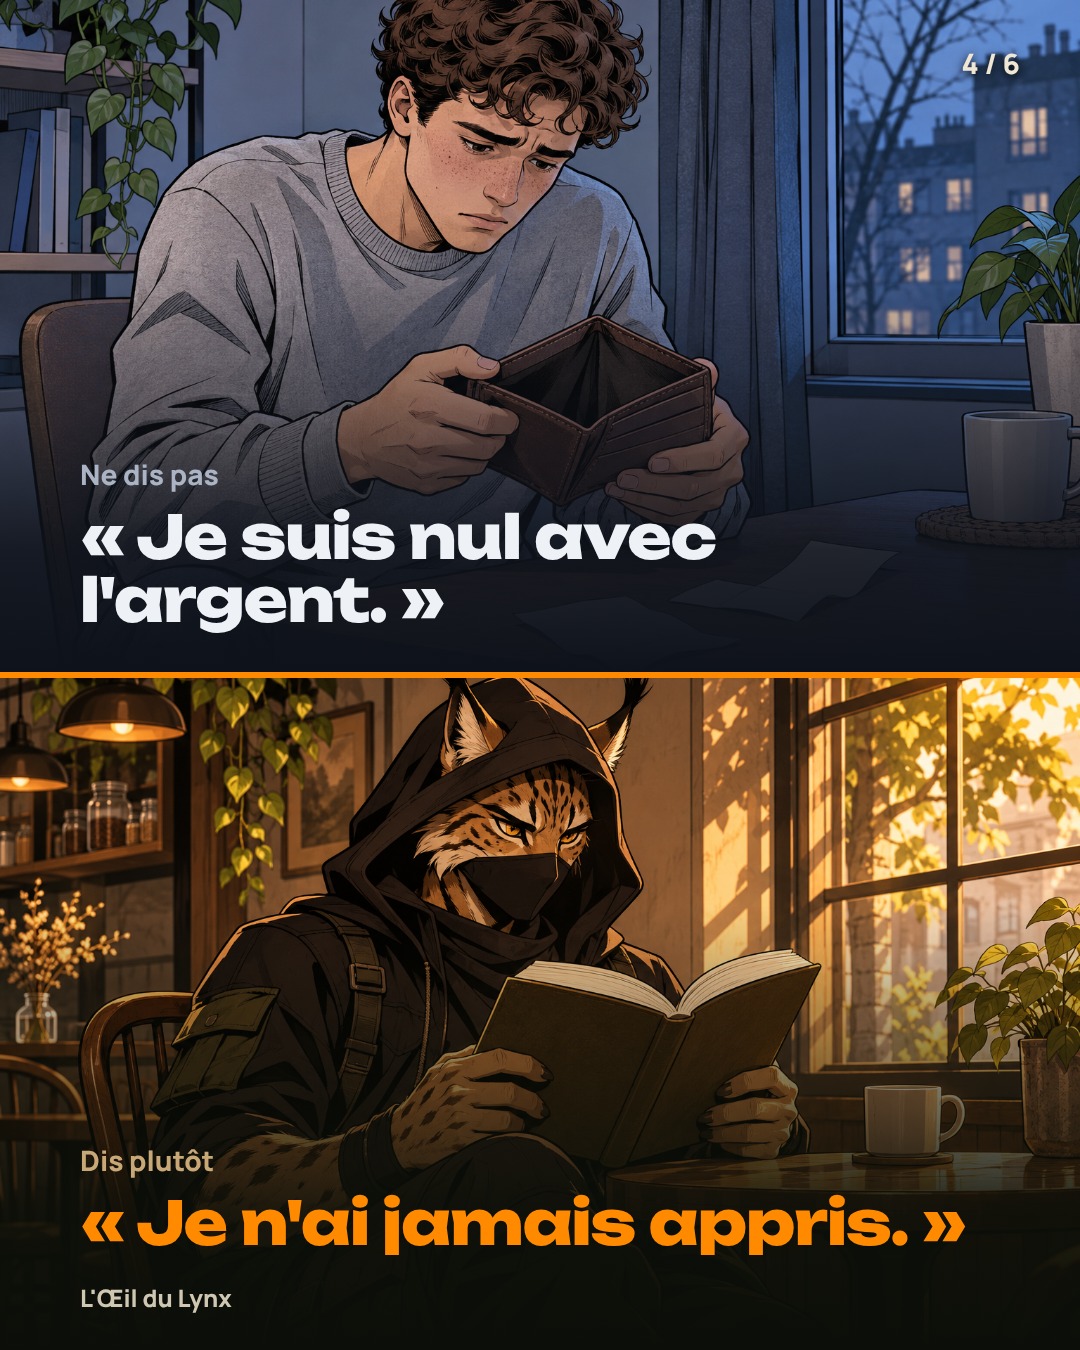 4 / 6
Ne dis pas
« Je suis nul avec
l'argent. »
Dis plutôt
« Je n'ai jamais appris. »
L'Œil du Lynx